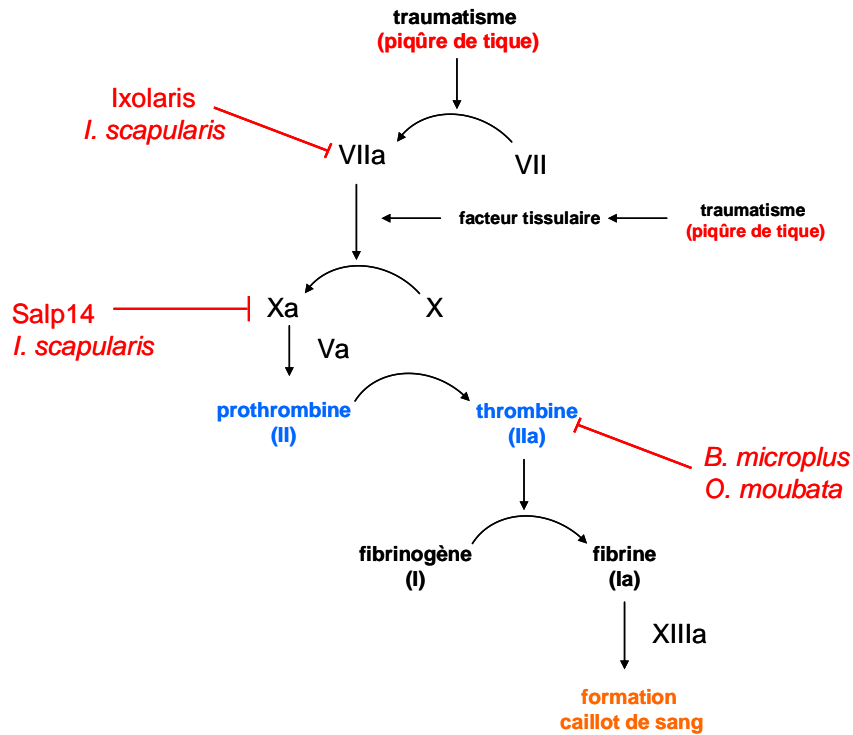 traumatisme
(piqûre de tique)
Ixolaris
I. scapularis
VIIa
VII
facteur tissulaire
traumatisme
(piqûre de tique)
Salp14
I. scapularis
Xa
X
Va
prothrombine
(II)
thrombine
(IIa)
B. microplus
O. moubata
fibrinogène
(I)
fibrine
(Ia)
XIIIa
formation
caillot de sang